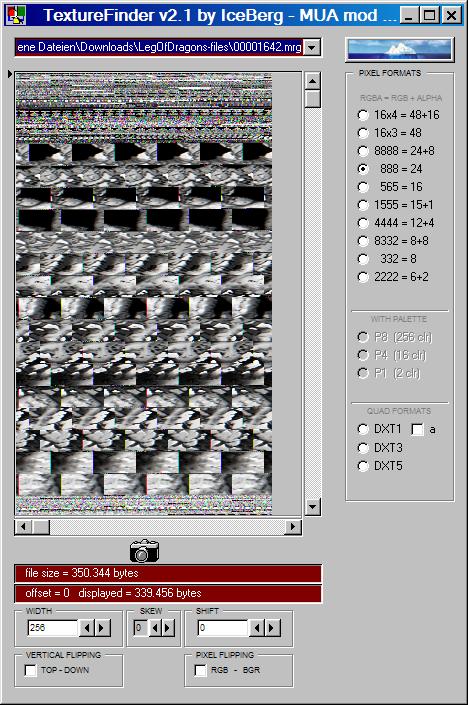 TextureFinder v2.1 by IceBerg - MUA mod ...
ene Dateien\Downloads\LegOfDragons-files\00001642.mrg
PIXEL FORMATS
RGBA = RGB + ALPHA
16x4 = 48+16
16x3 = 48
8888 = 24+8
888 = 24
565 = 16
1555 = 15+1
4444 = 12+4
8332 = 8+8
332 = 8
2222 = 6+2
WITH PALETTE
P8 (256 clr)
P4 (16 clr)
P1 (2 clr)
QUAD FORMATS
DXT1 a
DXT3
DXT5
file size = 350.344 bytes
offset = 0 displayed = 339.456 bytes
WIDTH SKEW SHIFT
256 0 0
VERTICAL FLIPPING PIXEL FLIPPING
TOP - DOWN RGB - BGR